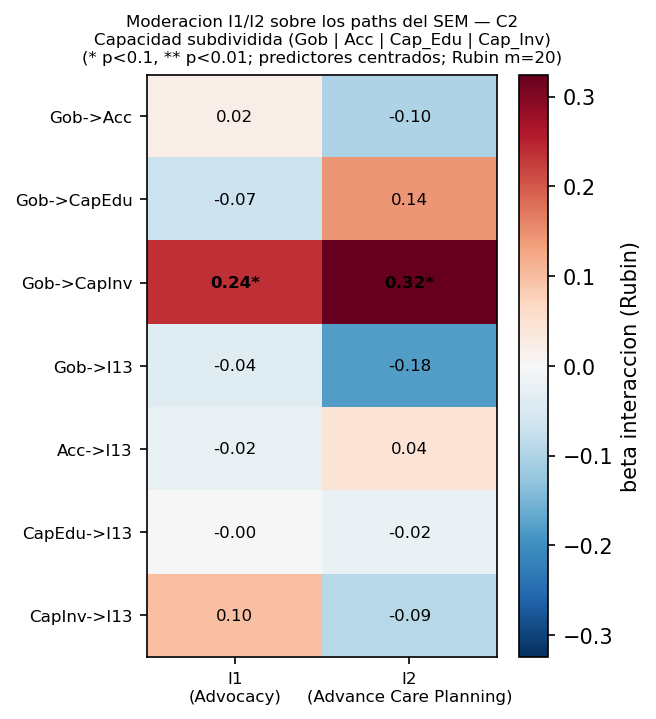 Moderacion I1/I2 sobre los paths del SEM — C2
Capacidad subdividida (Gob | Acc | Cap_Edu | Cap_Inv)
(* p<0.1, ** p<0.01; predictores centrados; Rubin m=20)
Gob->Acc 0.02 -0.10
Gob->CapEdu -0.07 0.14
Gob->CapInv 0.24* 0.32*
Gob->I13 -0.04 -0.18
Acc->I13 -0.02 0.04
CapEdu->I13 -0.00 -0.02
CapInv->I13 0.10 -0.09
I1 I2
(Advocacy) (Advance Care Planning)
0.3
0.2
0.1
0.0
−0.1
−0.2
−0.3
beta interaccion (Rubin)